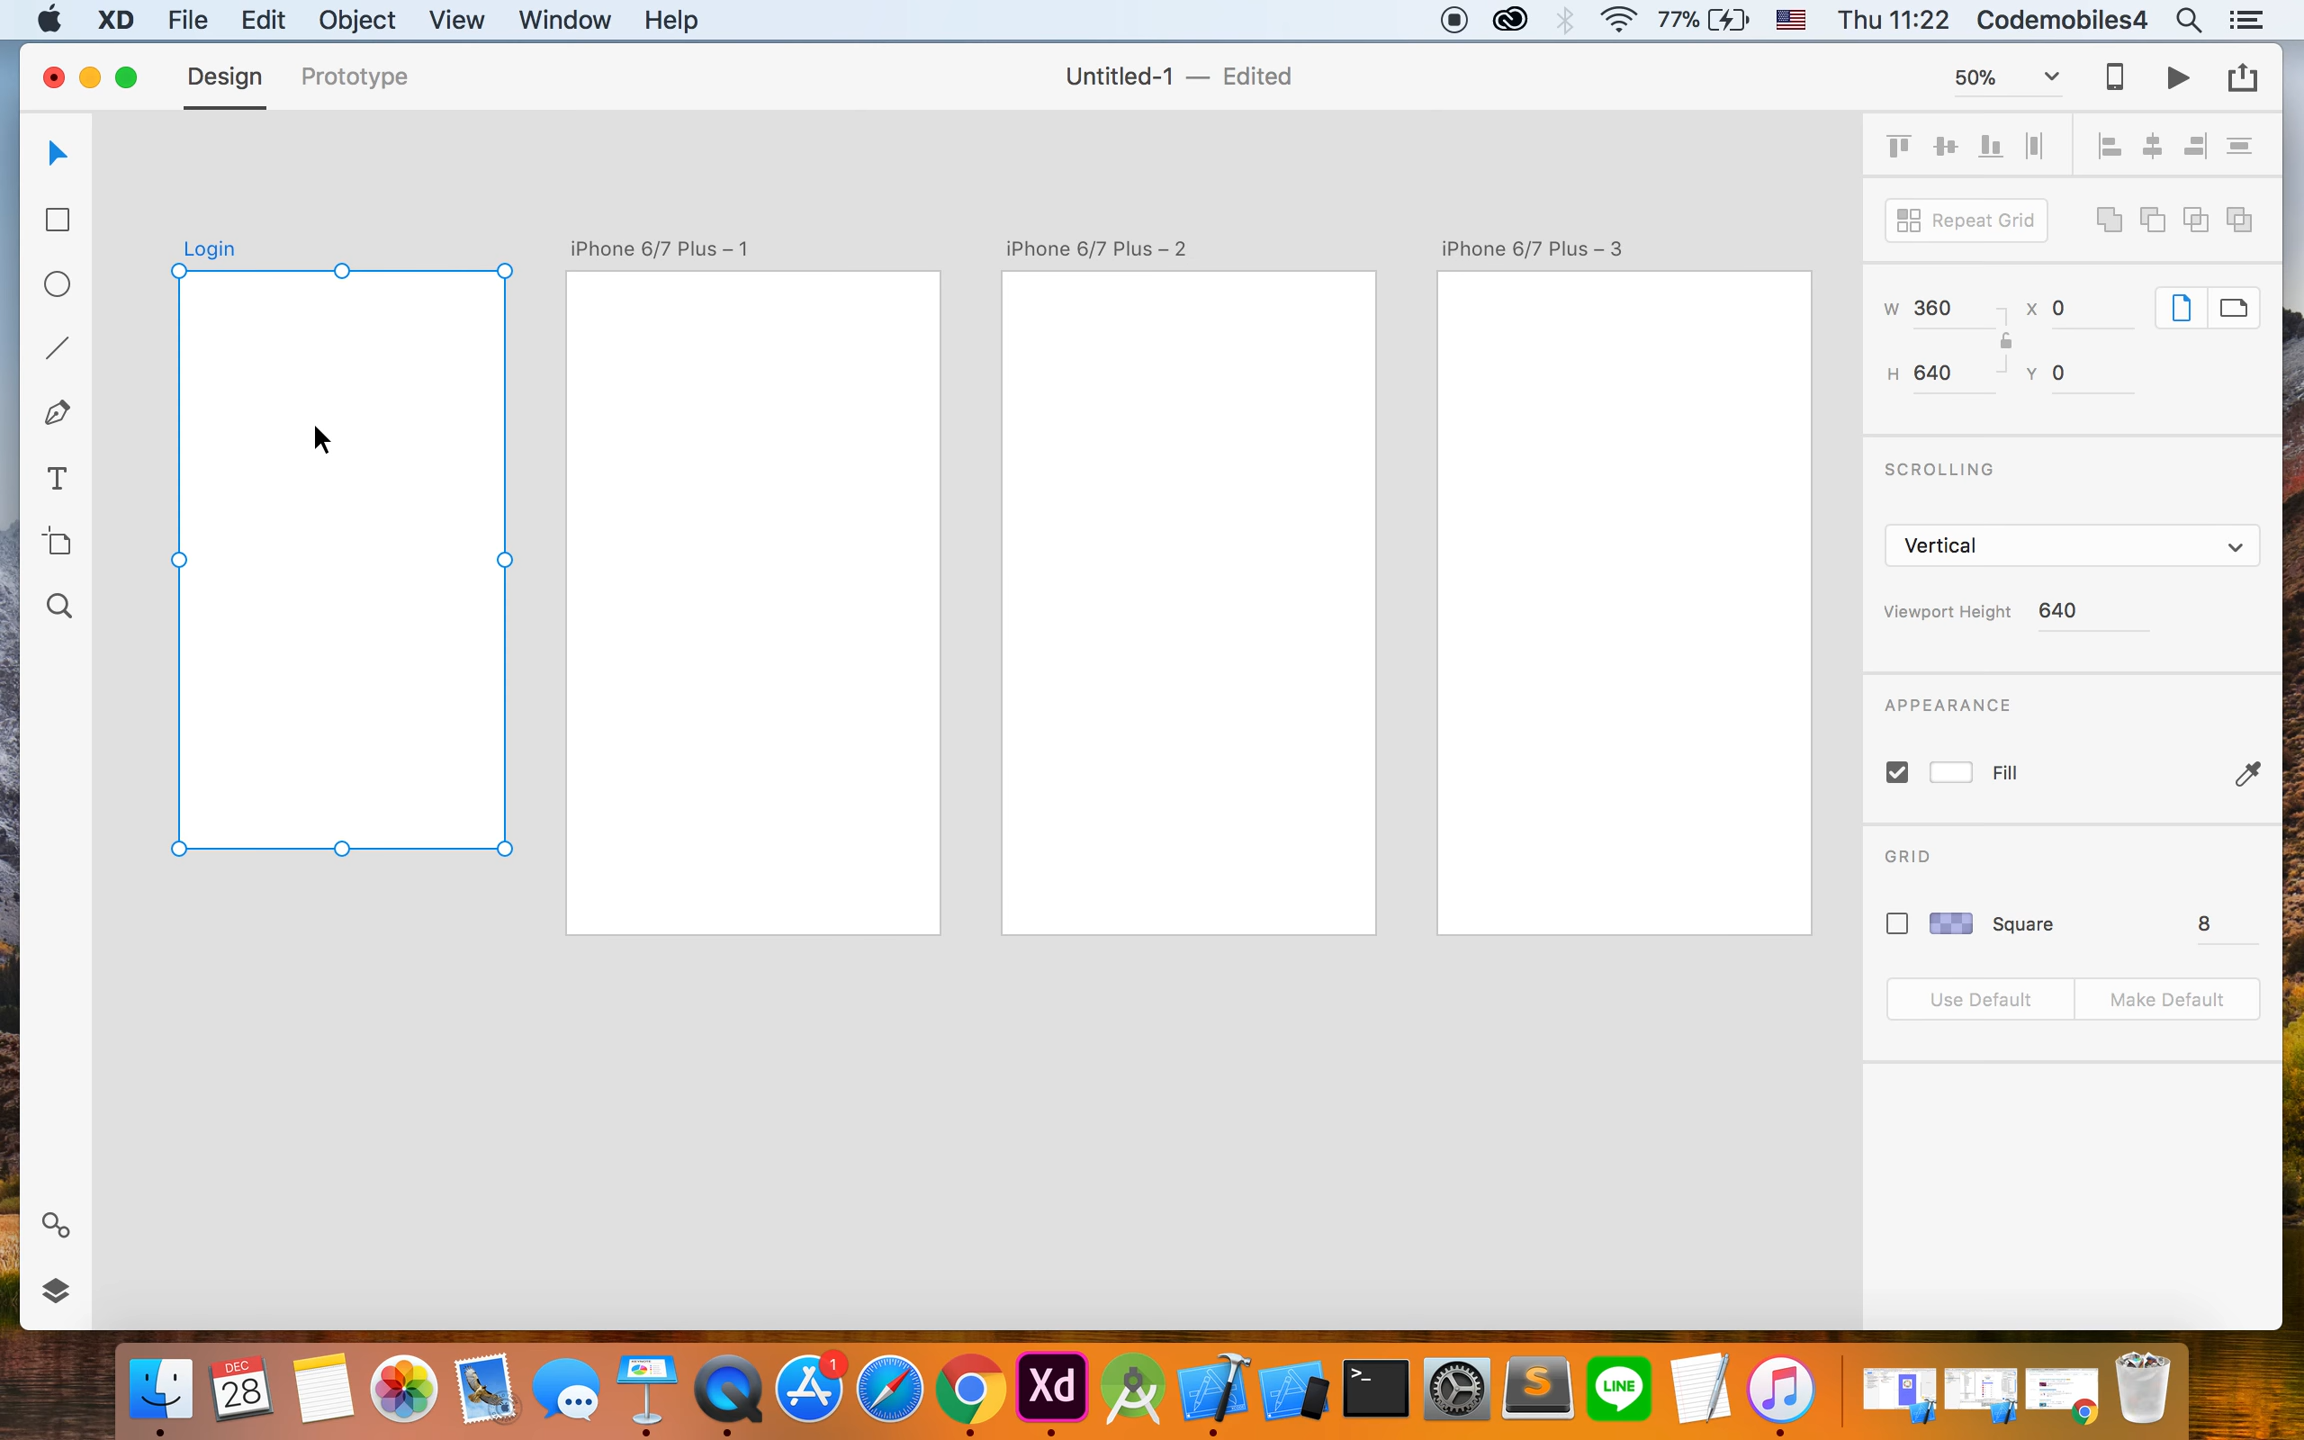 XD File Edit Object View Window Help 77% Thu 11:22 Codemobiles4
Design Prototype Untitled-1 — Edited 50%
Repeat Grid
Login iPhone 6/7 Plus – 1 iPhone 6/7 Plus – 2 iPhone 6/7 Plus – 3
W 360 X 0
H 640 Y 0
SCROLLING
Vertical
Viewport Height 640
APPEARANCE
Fill
GRID
Square 8
Use Default Make Default
DEC
28
1
Xd
>_
S
LINE